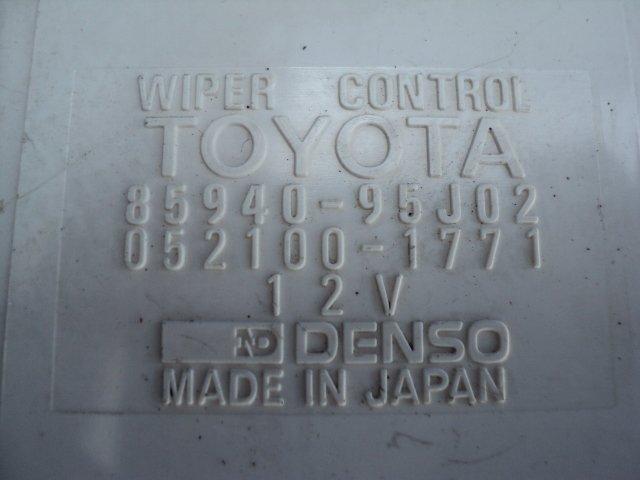 WIPER CONTROL
TOYOTA
85940-95J02
052100-1771
12V
ND DENSO
MADE IN JAPAN